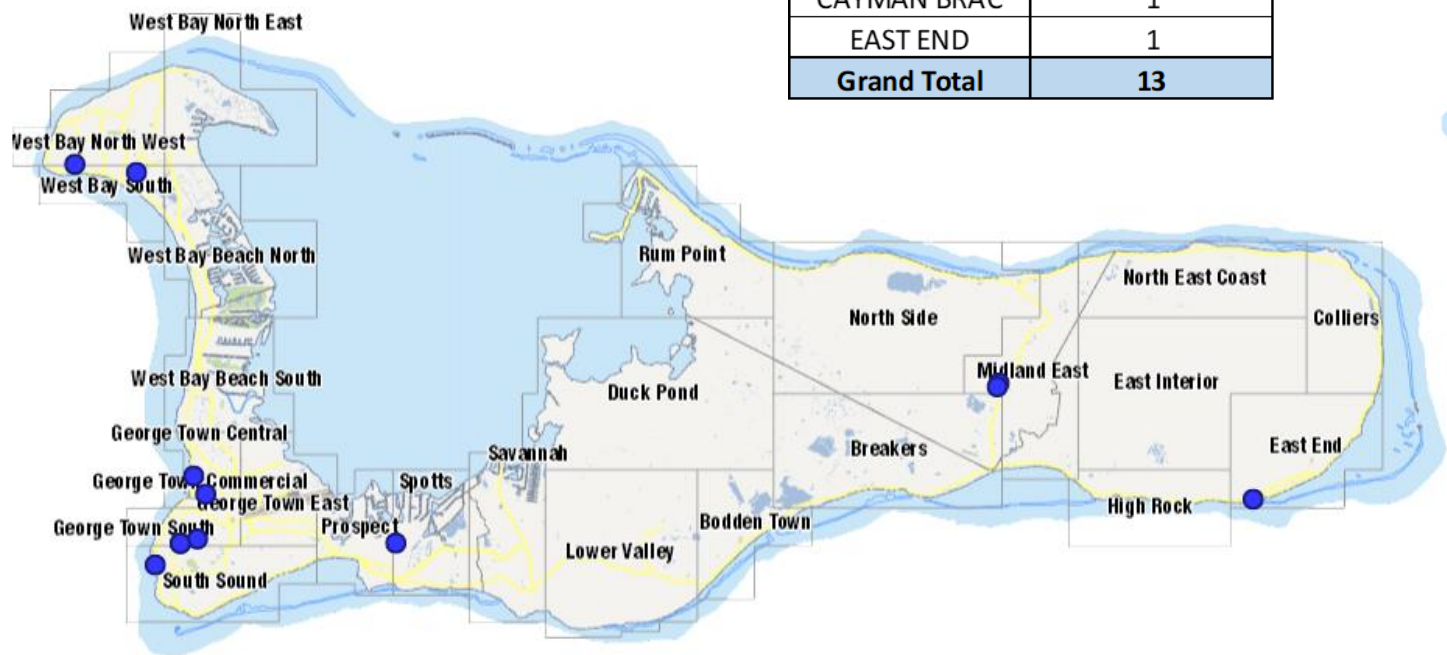 West Bay North East
CAYMAN BRAC 1
EAST END 1
Grand Total 13
West Bay North West
West Bay South
West Bay Beach North
Rum Point
North East Coast
North Side
Colliers
West Bay Beach South
Midland East
East Interior
Duck Pond
George Town Central
Savannah
Breakers
East End
George Town Commercial
Spotts
George Town East
High Rock
George Town South
Prospect
Bodden Town
Lower Valley
South Sound